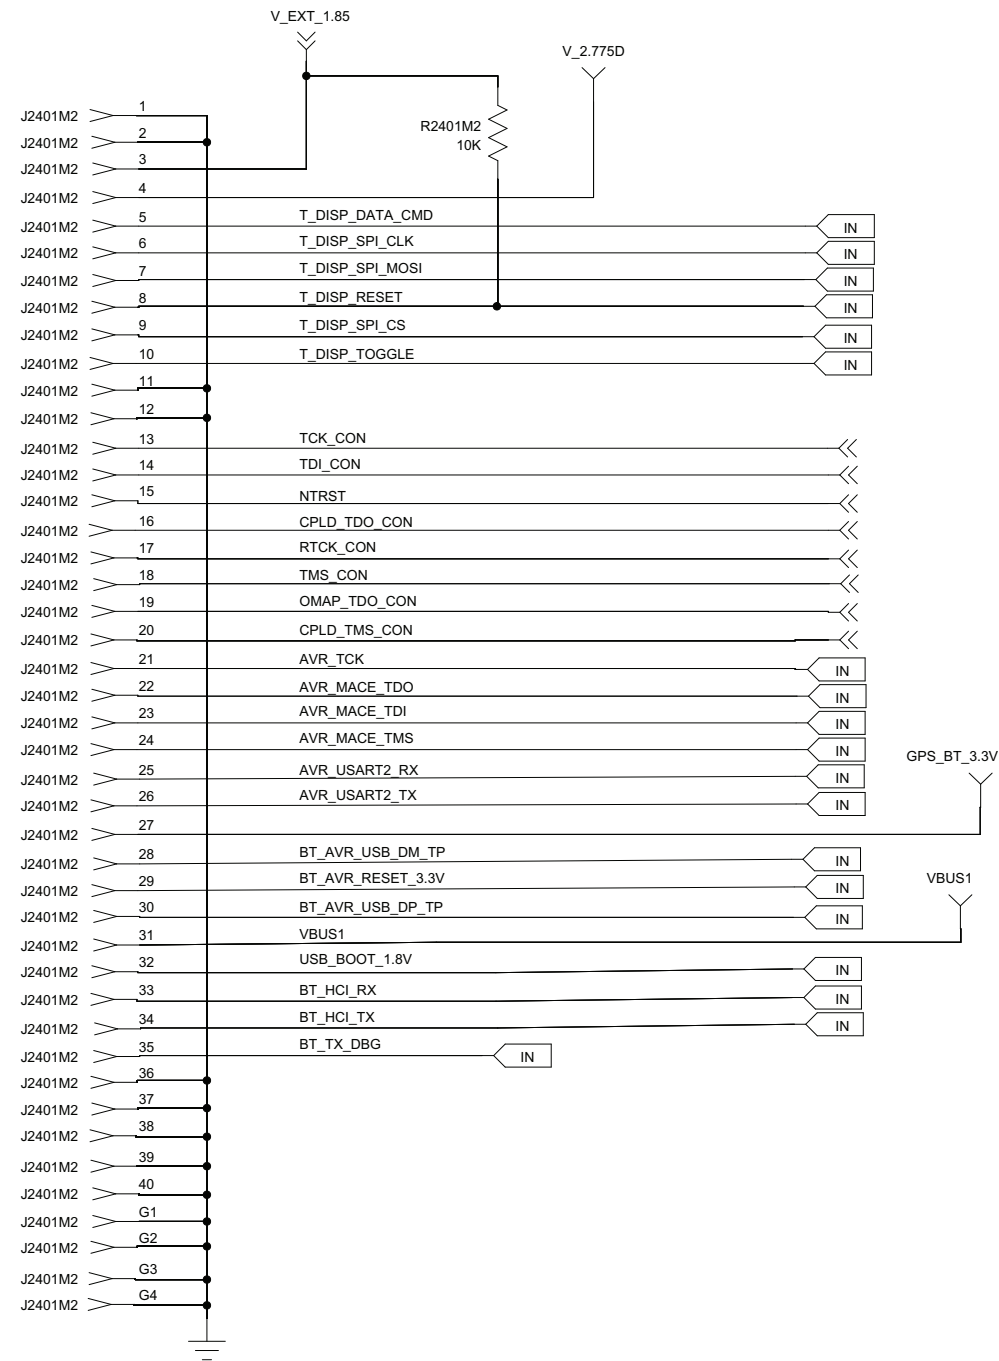 V_EXT_1.85
V_2.775D
R2401M2
10K
J2401M2 1
J2401M2 2
J2401M2 3
J2401M2 4
J2401M2 5 T_DISP_DATA_CMD IN
J2401M2 6 T_DISP_SPI_CLK IN
J2401M2 7 T_DISP_SPI_MOSI IN
J2401M2 8 T_DISP_RESET IN
J2401M2 9 T_DISP_SPI_CS IN
J2401M2 10 T_DISP_TOGGLE IN
J2401M2 11
J2401M2 12
J2401M2 13 TCK_CON
J2401M2 14 TDI_CON
J2401M2 15 NTRST
J2401M2 16 CPLD_TDO_CON
J2401M2 17 RTCK_CON
J2401M2 18 TMS_CON
J2401M2 19 OMAP_TDO_CON
J2401M2 20 CPLD_TMS_CON
J2401M2 21 AVR_TCK IN
J2401M2 22 AVR_MACE_TDO IN
J2401M2 23 AVR_MACE_TDI IN
J2401M2 24 AVR_MACE_TMS IN
GPS_BT_3.3V
J2401M2 25 AVR_USART2_RX IN
J2401M2 26 AVR_USART2_TX IN
J2401M2 27
J2401M2 28 BT_AVR_USB_DM_TP IN
J2401M2 29 BT_AVR_RESET_3.3V IN
VBUS1
J2401M2 30 BT_AVR_USB_DP_TP IN
J2401M2 31 VBUS1
J2401M2 32 USB_BOOT_1.8V IN
J2401M2 33 BT_HCI_RX IN
J2401M2 34 BT_HCI_TX IN
J2401M2 35 BT_TX_DBG IN
J2401M2 36
J2401M2 37
J2401M2 38
J2401M2 39
J2401M2 40
J2401M2 G1
J2401M2 G2
J2401M2 G3
J2401M2 G4